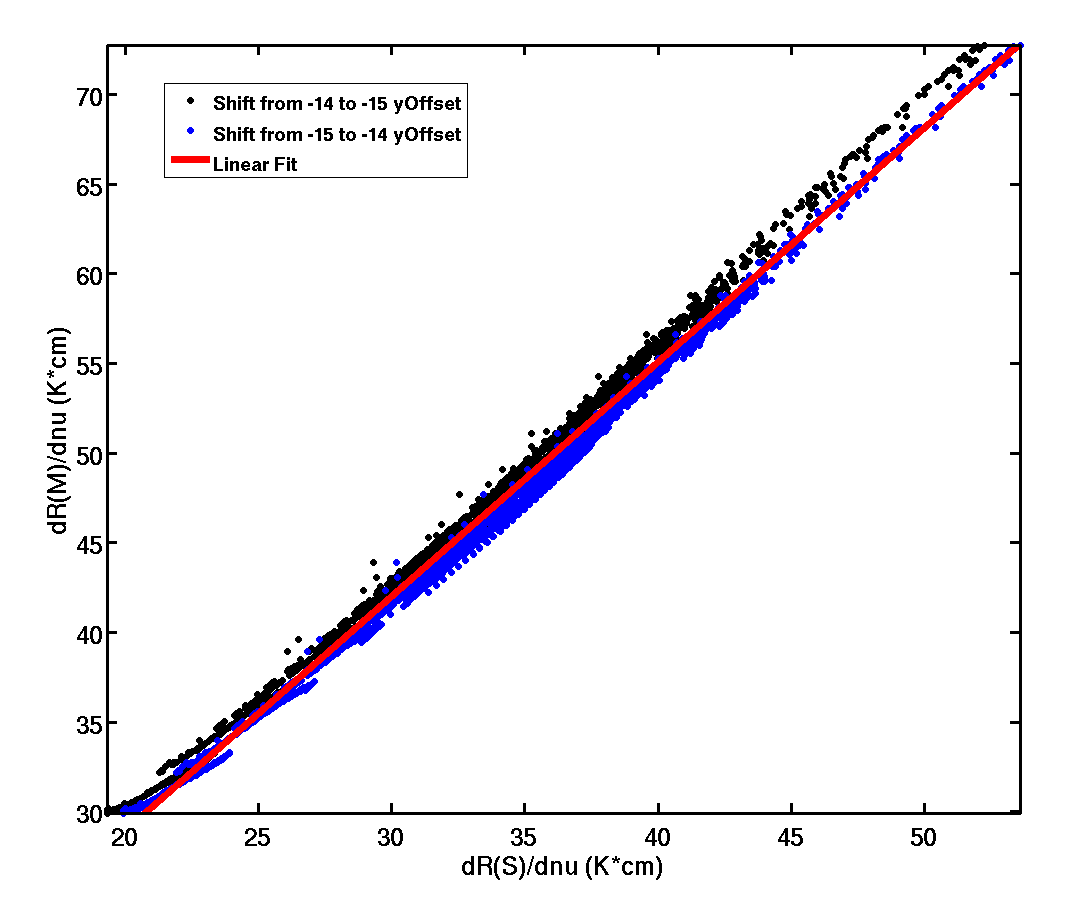 70
65
60
55
50
45
40
35
30
dR(M)/dnu (K*cm)
Shift from -14 to -15 yOffset
Shift from -15 to -14 yOffset
Linear Fit
20 25 30 35 40 45 50
dR(S)/dnu (K*cm)